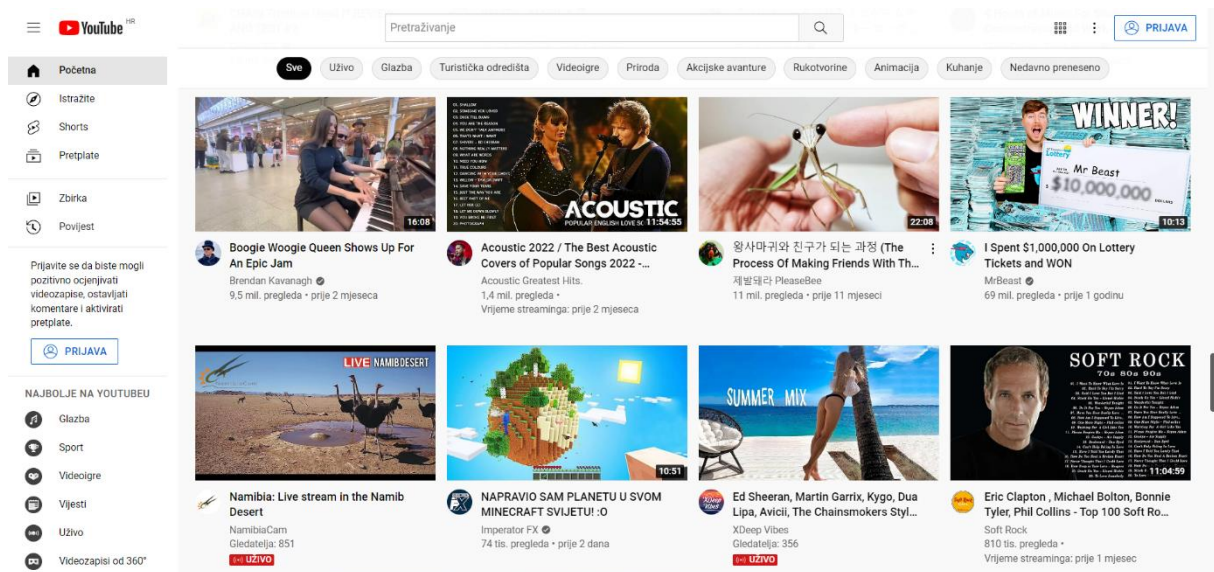 YouTube HR
Pretraživanje
PRIJAVA
Početna
Istražite
Shorts
Pretplate
Zbirka
Povijest
Prijavite se da biste mogli
pozitivno ocjenjivati
videozapise, ostavljati
komentare i aktivirati
pretplate.
PRIJAVA
NAJBOLJE NA YOUTUBEU
Glazba
Sport
Videoigre
Vijesti
Uživo
Videozapisi od 360°
Sve Uživo Glazba Turistička odredišta Videoigre Priroda Akcijske avanture Rukotvorine Animacija Kuhanje Nedavno preneseno
16:08
Boogie Woogie Queen Shows Up For
An Epic Jam
Brendan Kavanagh
9,5 mil. pregleda • prije 2 mjeseca
ACOUSTIC
POPULAR ENGLISH LOVE SO
11:54:55
Acoustic 2022 / The Best Acoustic
Covers of Popular Songs 2022 -...
Acoustic Greatest Hits.
1,4 mil. pregleda •
Vrijeme streaminga: prije 2 mjeseca
22:08
왕사마귀와 친구가 되는 과정 (The
Process Of Making Friends With Th...
제발돼라 PleaseBee
11 mil. pregleda • prije 11 mjeseci
WINNER!
Lottery
Mr Beast
$10,000,000
10:13
I Spent $1,000,000 On Lottery
Tickets and WON
MrBeast
69 mil. pregleda • prije 1 godinu
LIVE NAMIB DESERT
Namibia: Live stream in the Namib
Desert
NamibiaCam
Gledatelja: 851
UŽIVO
10:51
NAPRAVIO SAM PLANETU U SVOM
MINECRAFT SVIJETU! :O
Imperator FX
74 tis. pregleda • prije 2 dana
SUMMER MIX
Ed Sheeran, Martin Garrix, Kygo, Dua
Lipa, Avicii, The Chainsmokers Styl...
XDeep Vibes
Gledatelja: 356
UŽIVO
SOFT ROCK
70s 80s 90s
11:04:59
Eric Clapton , Michael Bolton, Bonnie
Tyler, Phil Collins - Top 100 Soft Ro...
Soft Rock
810 tis. pregleda •
Vrijeme streaminga: prije 1 mjesec